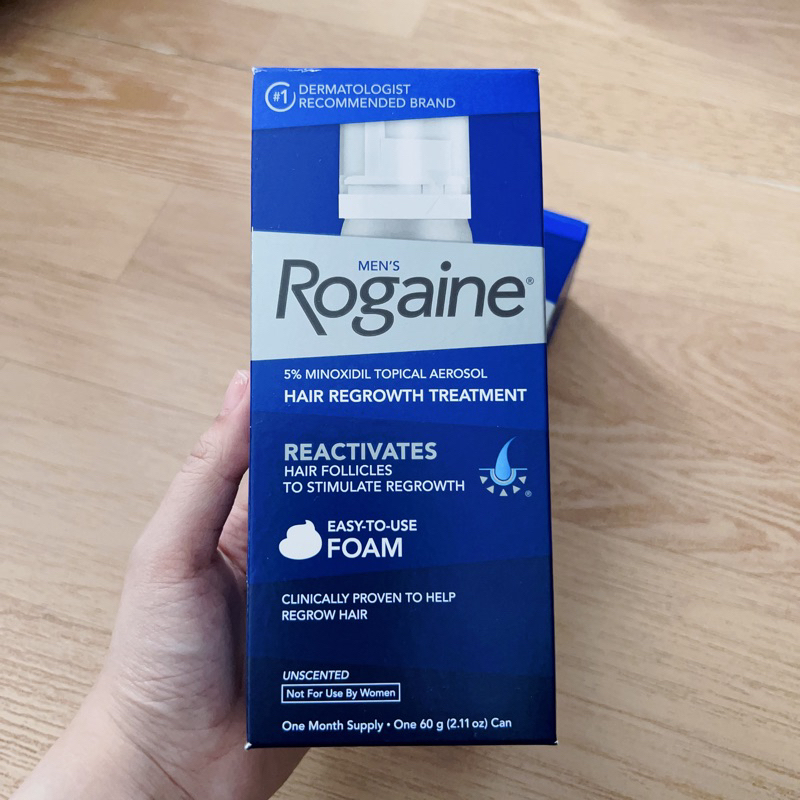 #1 DERMATOLOGIST
RECOMMENDED BRAND
MEN'S
Rogaine®
5% MINOXIDIL TOPICAL AEROSOL
HAIR REGROWTH TREATMENT
REACTIVATES
HAIR FOLLICLES
TO STIMULATE REGROWTH
®
EASY-TO-USE
FOAM
CLINICALLY PROVEN TO HELP
REGROW HAIR
UNSCENTED
Not For Use By Women
One Month Supply • One 60 g (2.11 oz) Can